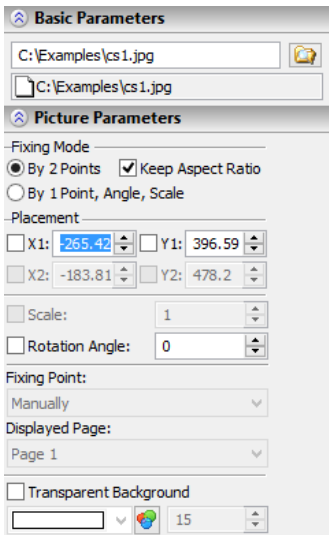 Basic Parameters
C:\Examples\cs1.jpg
C:\Examples\cs1.jpg
Picture Parameters
Fixing Mode
By 2 Points Keep Aspect Ratio
By 1 Point, Angle, Scale
Placement
X1: -265.42 Y1: 396.59
X2: -183.81 Y2: 478.2
Scale: 1
Rotation Angle: 0
Fixing Point:
Manually
Displayed Page:
Page 1
Transparent Background
15